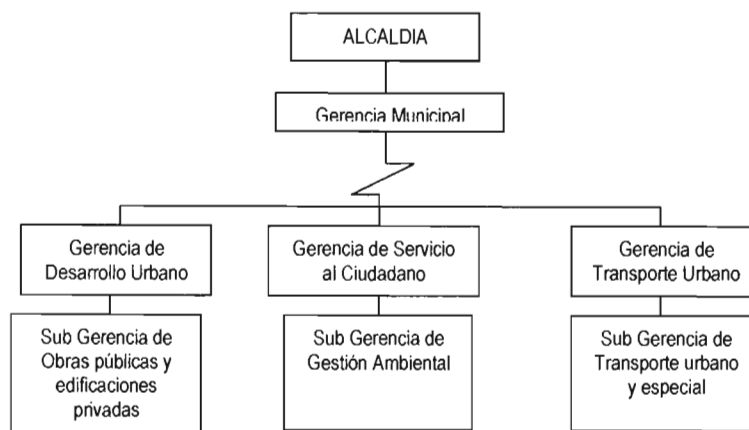 ALCALDIA
Gerencia Municipal
Gerencia de
Desarrollo Urbano
Gerencia de Servicio
al Ciudadano
Gerencia de
Transporte Urbano
Sub Gerencia de
Obras públicas y
edificaciones
privadas
Sub Gerencia de
Gestión Ambiental
Sub Gerencia de
Transporte urbano
y especial